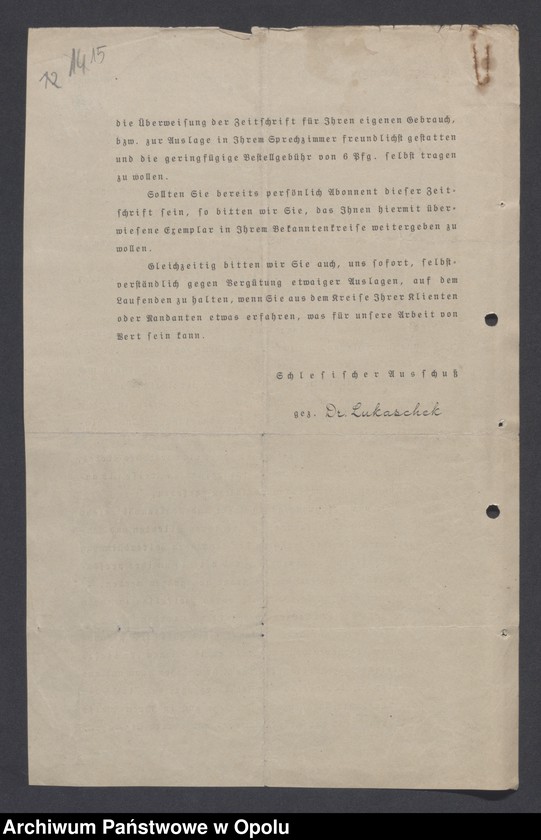 12 14 15
die Überweisung der Zeitschrift für Ihren eigenen Gebrauch,
bzw. zur Auslage in Ihrem Sprechzimmer freundlichst gestatten
und die geringfügige Bestellgebühr von 6 Pfg. selbst tragen
zu wollen.
Sollten Sie bereits persönlich Abonnent dieser Zeit-
schrift sein, so bitten wir Sie, das Ihnen hiermit über-
wiesene Exemplar in Ihrem Bekanntenkreise weitergeben zu
wollen.
Gleichzeitig bitten wir Sie auch, uns sofort, selbst-
verständlich gegen Vergütung etwaiger Auslagen, auf dem
Laufenden zu halten, wenn Sie aus dem Kreise Ihrer Klienten
oder Mandanten etwas erfahren, was für unsere Arbeit von
Wert sein kann.
Schlesischer Ausschuß
gez. Dr. Lukaschek
Archiwum Państwowe w Opolu